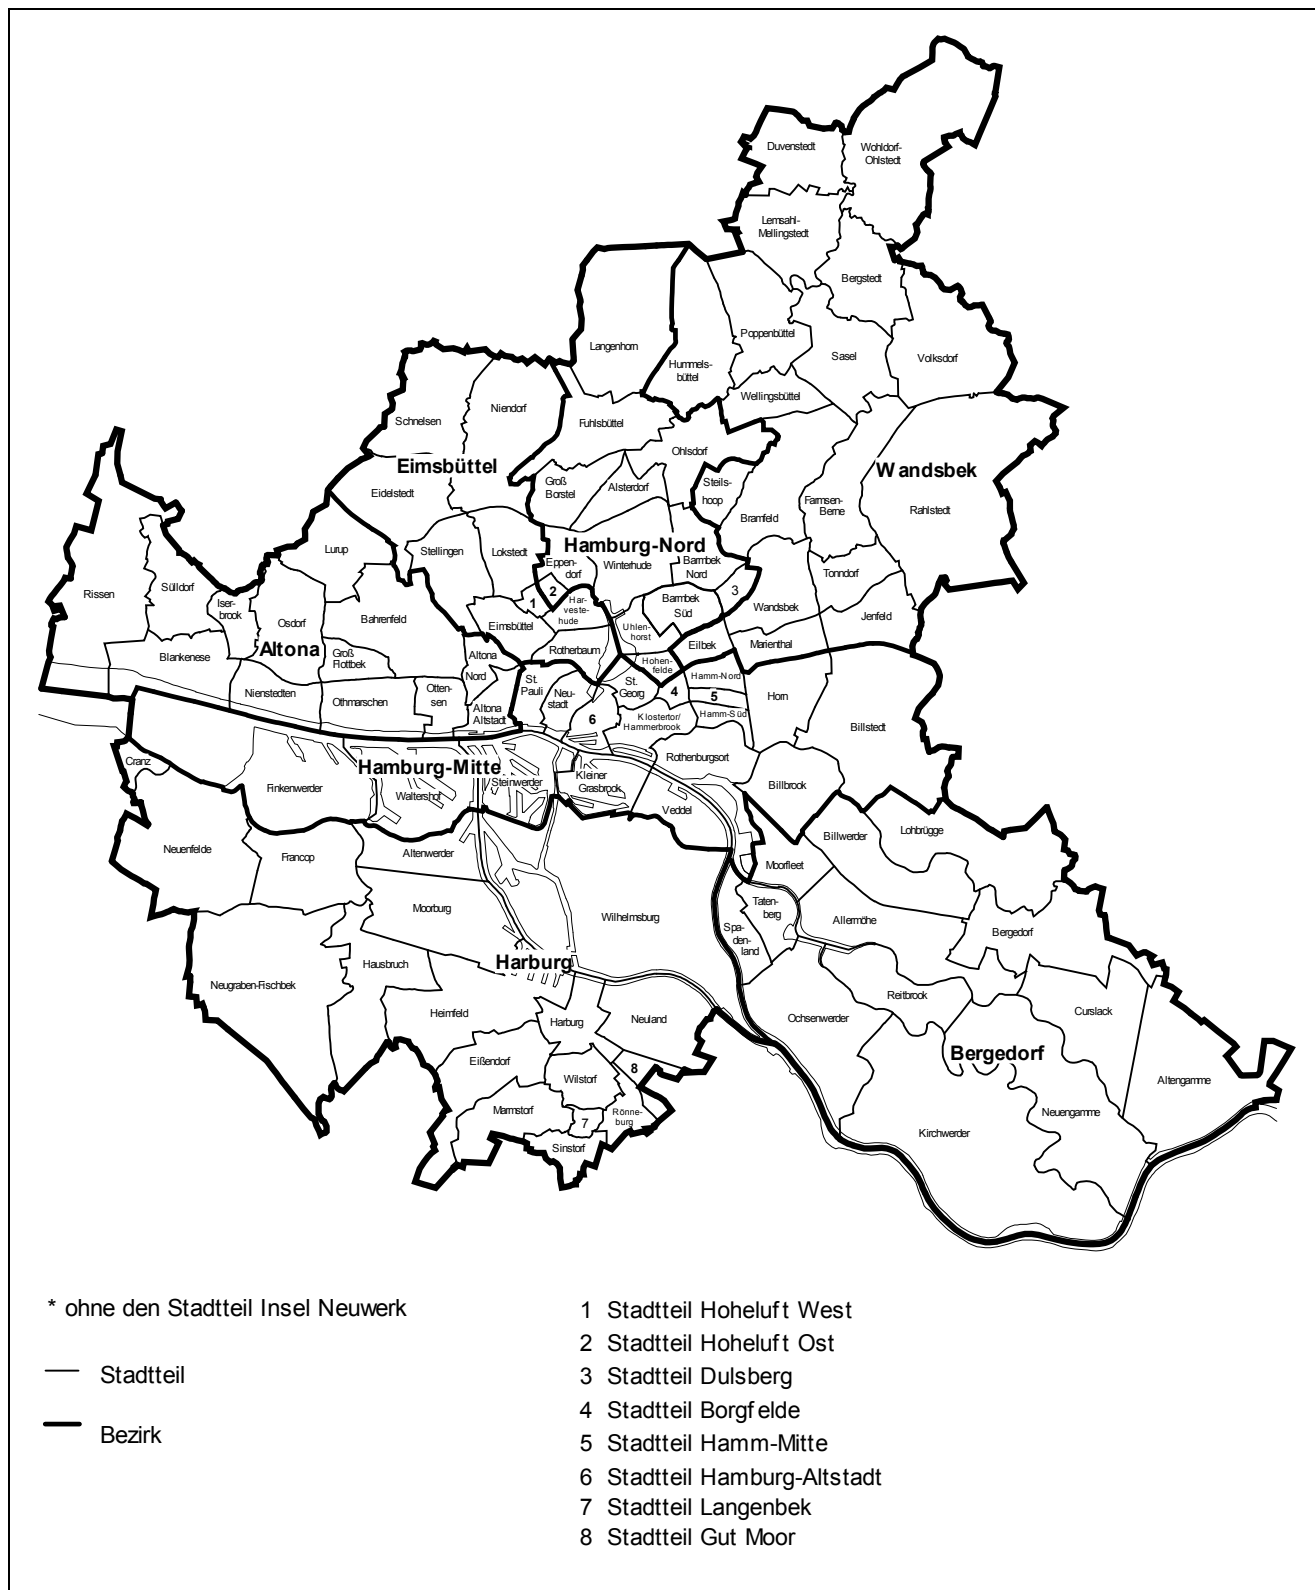 Duvenstedt
Wohldorf-
Ohlstedt
Lemsahl-
Mellingstedt
Bergstedt
Poppenbüttel
Langenhorn
Hummels-
büttel
Sasel
Volksdorf
Wellingsbüttel
Niendorf
Schnelsen
Fuhlsbüttel
Ohlsdorf
Eimsbüttel
Wandsbek
Eidelstedt
Groß
Borstel
Alsterdorf
Steils-
hoop
Bramfeld
Farmsen-
Berne
Rahlstedt
Lurup
Stellingen
Lokstedt
Hamburg-Nord
Eppen-
dorf
Winterhude
Barmbek
Nord
Tonndorf
Rissen
Sülldorf
Iser-
brook
Osdorf
Bahrenfeld
1
2
Har-
veste-
hude
Barmbek
Süd
3
Wandsbek
Jenfeld
Eimsbüttel
Uhlen-
horst
Eilbek
Marienthal
Blankenese
Altona
Groß
Flottbek
Altona
Nord
Rotherbaum
Hohen-
felde
Nienstedten
Othmarschen
Otten-
sen
Altona
Altstadt
St.
Pauli
Neu-
stadt
St.
Georg
4
Hamm-Nord
5
Hamm-Süd
Horn
Billstedt
6
Klostertor/
Hammerbrook
Rothenburgsort
Cranz
Hamburg-Mitte
Finkenwerder
Waltershof
Steinwerder
Kleiner
Grasbrook
Veddel
Billbrook
Neuenfelde
Francop
Altenwerder
Billwerder
Lohbrügge
Moorfleet
Moorburg
Wilhelmsburg
Taten-
berg
Spa-
den-
land
Allermöhe
Bergedorf
Hausbruch
Harburg
Neugraben-Fischbek
Reitbrook
Heimfeld
Harburg
Neuland
Ochsenwerder
Curslack
Eißendorf
Bergedorf
Wilstorf
8
Altengamme
Marmstorf
7
Rönne-
burg
Neuengamme
Kirchwerder
Sinstorf
* ohne den Stadtteil Insel Neuwerk
Stadtteil
Bezirk
1 Stadtteil Hoheluft West
2 Stadtteil Hoheluft Ost
3 Stadtteil Dulsberg
4 Stadtteil Borgfelde
5 Stadtteil Hamm-Mitte
6 Stadtteil Hamburg-Altstadt
7 Stadtteil Langenbek
8 Stadtteil Gut Moor